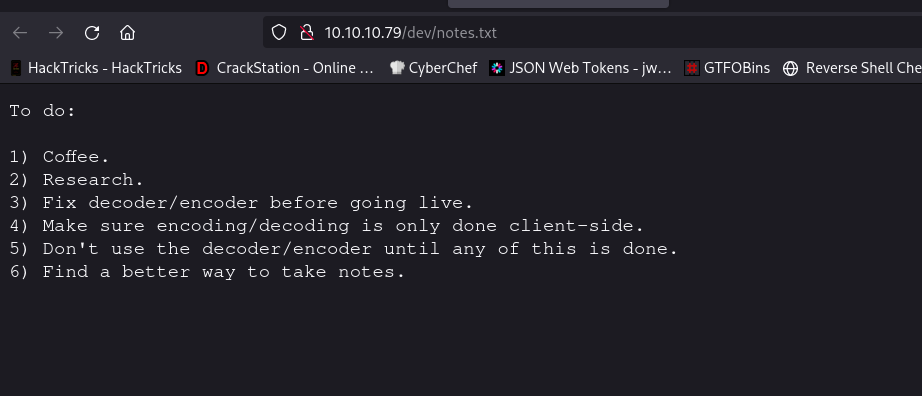 10.10.10.79/dev/notes.txt
HackTricks - HackTricks CrackStation - Online ... CyberChef JSON Web Tokens - jw... GTFOBins Reverse Shell Che
To do:
1) Coffee.
2) Research.
3) Fix decoder/encoder before going live.
4) Make sure encoding/decoding is only done client-side.
5) Don't use the decoder/encoder until any of this is done.
6) Find a better way to take notes.